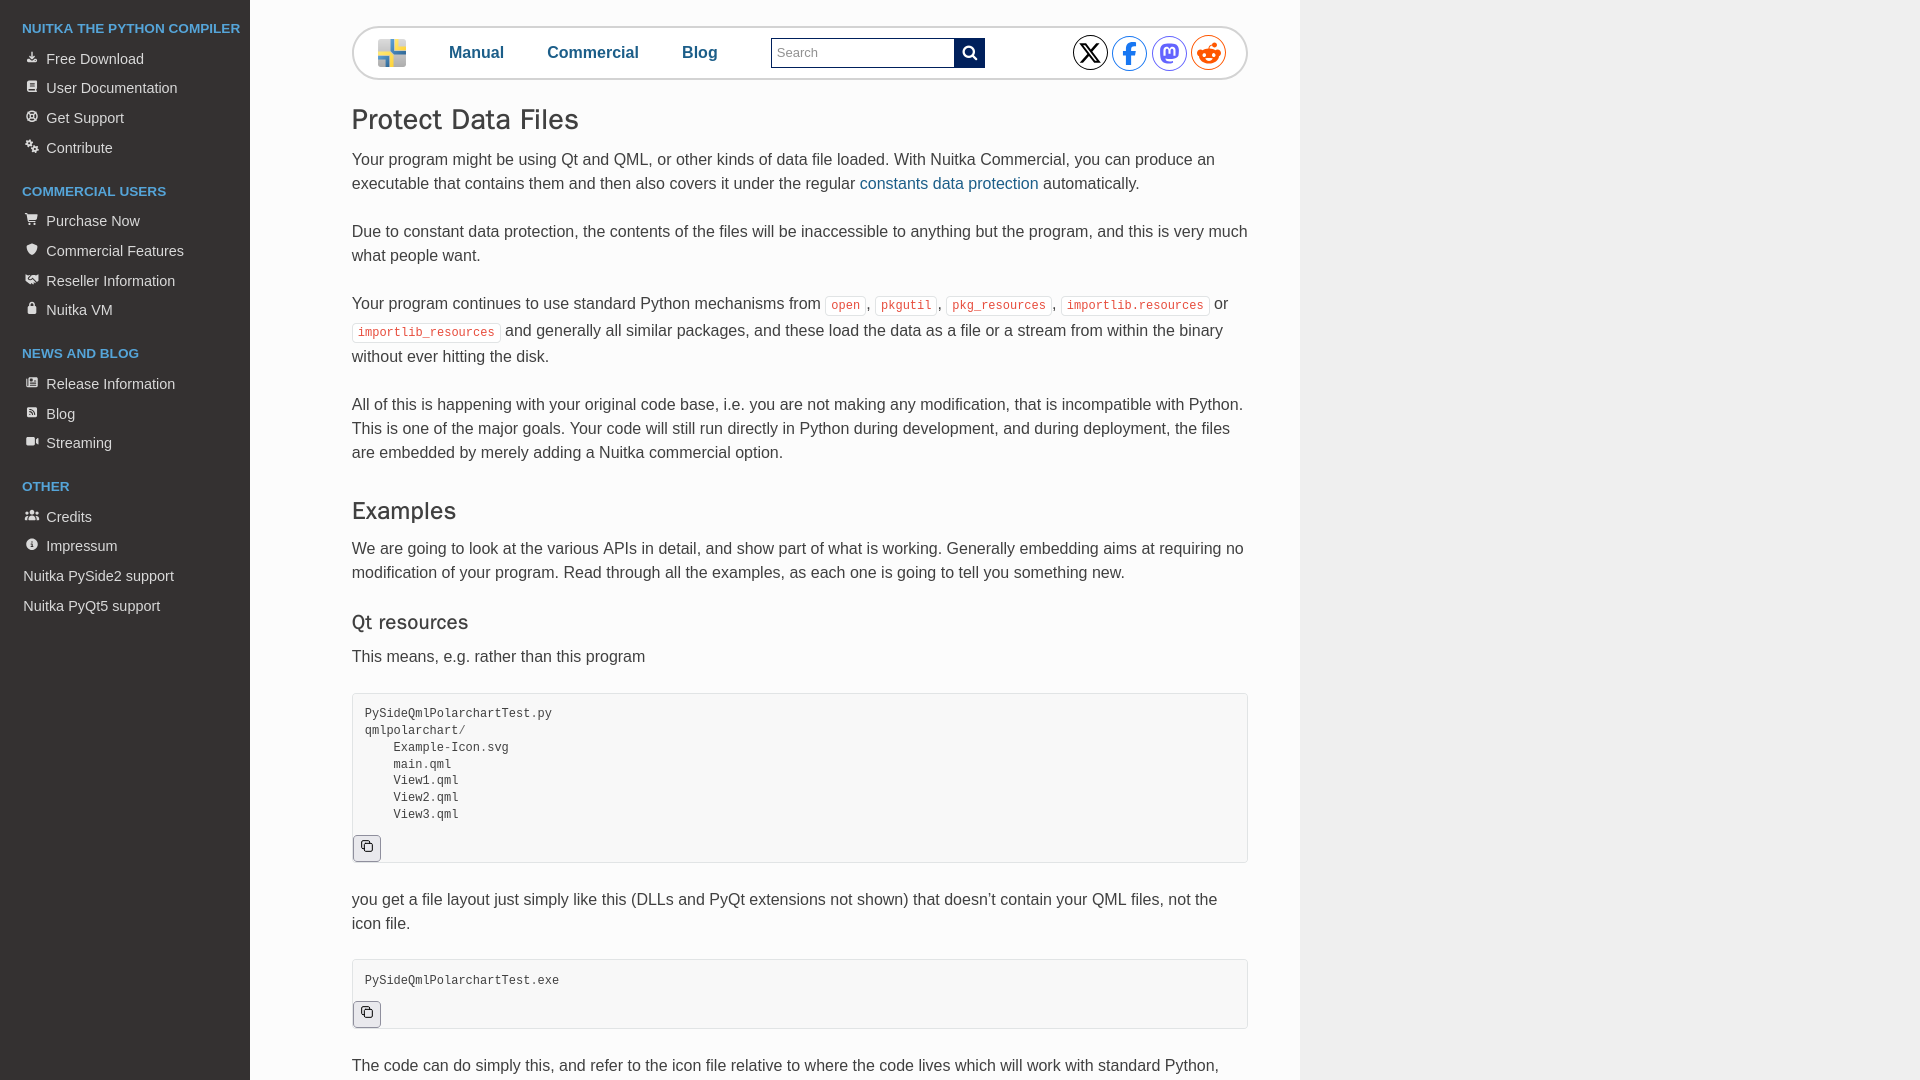 NUITKA THE PYTHON COMPILER
Free Download
User Documentation
Get Support
Contribute
COMMERCIAL USERS
Purchase Now
Commercial Features
Reseller Information
Nuitka VM
NEWS AND BLOG
Release Information
Blog
Streaming
OTHER
Credits
Impressum
Nuitka PySide2 support
Nuitka PyQt5 support
Manual
Commercial
Blog
Search
Protect Data Files
Your program might be using Qt and QML, or other kinds of data file loaded. With Nuitka Commercial, you can produce an
executable that contains them and then also covers it under the regular constants data protection automatically.
Due to constant data protection, the contents of the files will be inaccessible to anything but the program, and this is very much
what people want.
Your program continues to use standard Python mechanisms from open, pkgutil, pkg_resources, importlib.resources or
importlib_resources and generally all similar packages, and these load the data as a file or a stream from within the binary
without ever hitting the disk.
All of this is happening with your original code base, i.e. you are not making any modification, that is incompatible with Python.
This is one of the major goals. Your code will still run directly in Python during development, and during deployment, the files
are embedded by merely adding a Nuitka commercial option.
Examples
We are going to look at the various APIs in detail, and show part of what is working. Generally embedding aims at requiring no
modification of your program. Read through all the examples, as each one is going to tell you something new.
Qt resources
This means, e.g. rather than this program
PySideQmlPolarchartTest.py
qmlpolarchart/
    Example-Icon.svg
    main.qml
    View1.qml
    View2.qml
    View3.qml
you get a file layout just simply like this (DLLs and PyQt extensions not shown) that doesn’t contain your QML files, not the
icon file.
PySideQmlPolarchartTest.exe
The code can do simply this, and refer to the icon file relative to where the code lives which will work with standard Python,